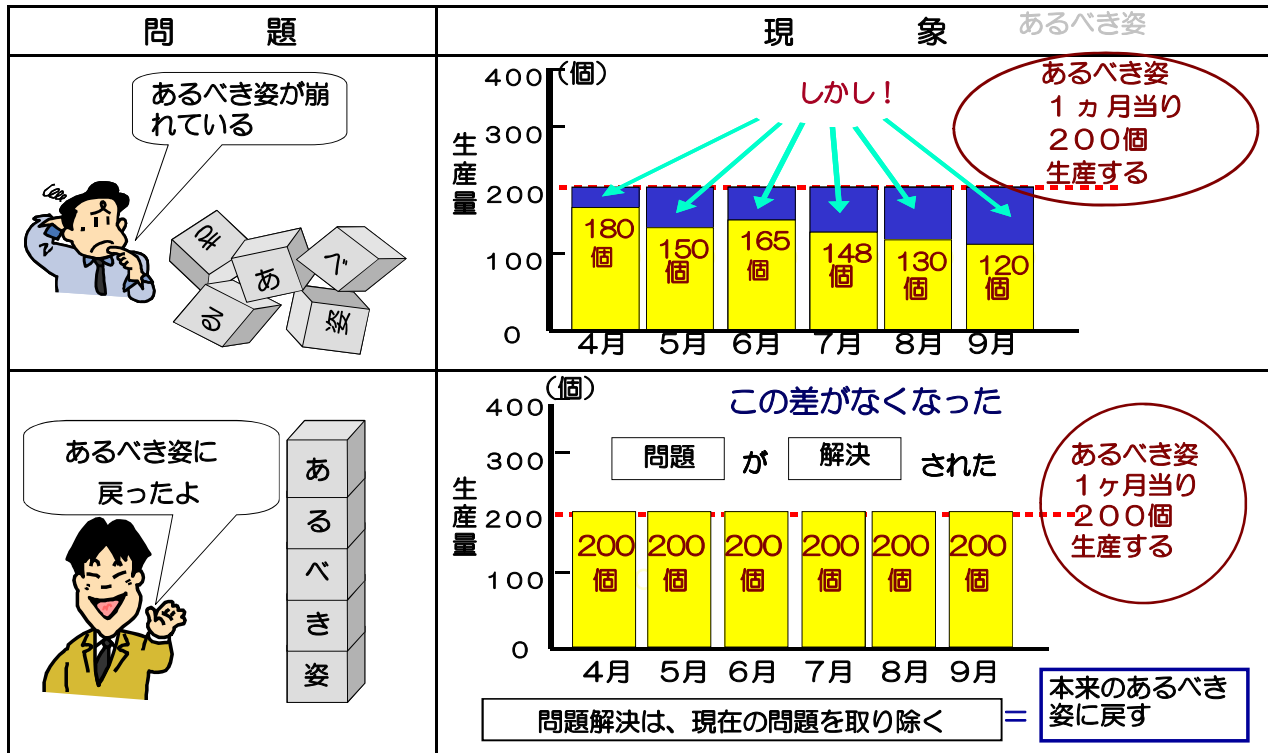 問　題
現　象
あるべき姿
あるべき姿が崩
れている
き
あ
べ
る
姿
４００（個）
３００
２００
１００
０
生産量
しかし！
あるべき姿
１ヵ月当り
２００個
生産する
180
個
150
個
165
個
148
個
130
個
120
個
４月
５月
６月
７月
８月
９月
あるべき姿に
戻ったよ
あ
る
べ
き
姿
（個）
４００
３００
２００
１００
０
生産量
この差がなくなった
問題 が 解決 された
あるべき姿
１ヶ月当り
２００個
生産する
200
個
200
個
200
個
200
個
200
個
200
個
４月
５月
６月
７月
８月
９月
問題解決は、現在の問題を取り除く
＝
本来のあるべき
姿に戻す